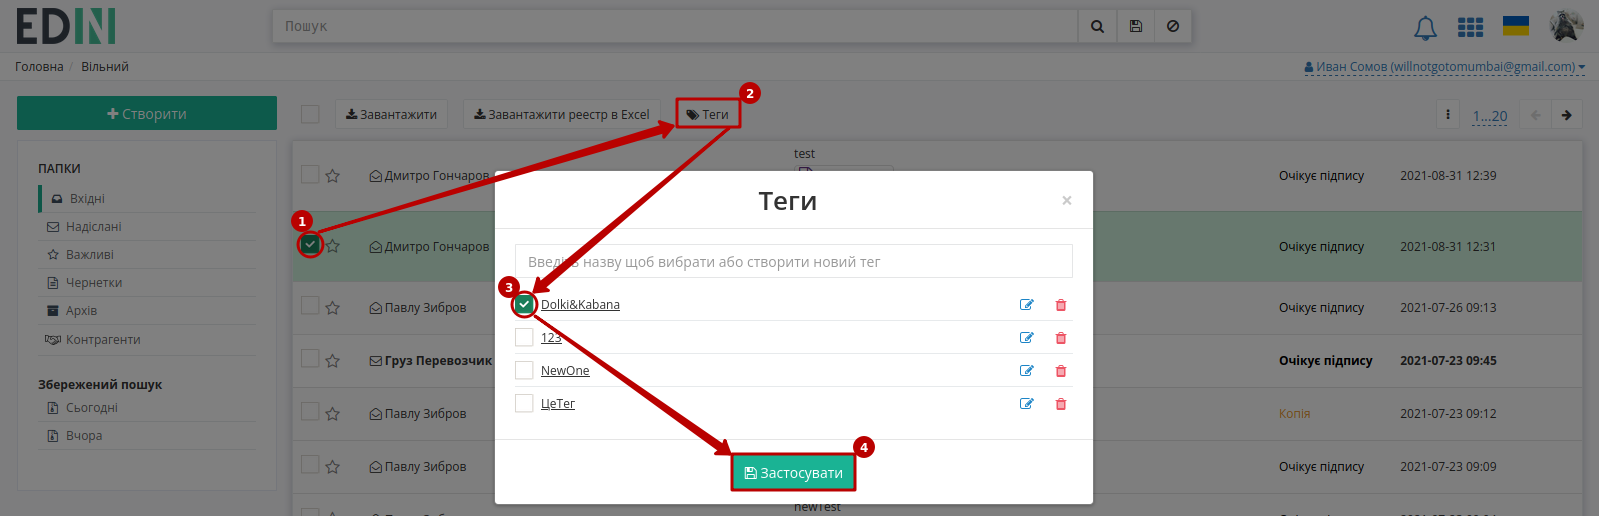 EDIN
Пошук
Головна / Вільний
Иван Сомов (willnotgotomumbai@gmail.com)
Створити
Завантажити
Завантажити реєстр в Excel
Теги
2
1...20
ПАПКИ
Вхідні
Надіслані
Важливі
Чернетки
Архів
Контрагенти
Збережений пошук
Сьогодні
Вчора
test
Дмитро Гончаров
Очікує підпису
2021-08-31 12:39
1
Дмитро Гончаров
Очікує підпису
2021-08-31 12:31
Павлу Зибров
Очікує підпису
2021-07-26 09:13
Груз Перевозчик
Очікує підпису
2021-07-23 09:45
Павлу Зибров
Копія
2021-07-23 09:12
Павлу Зибров
Очікує підпису
2021-07-23 09:09
newTest
Теги
×
Введіть назву щоб вибрати або створити новий тег
3
Dolki&Kabana
123
NewOne
ЦеТег
4
Застосувати